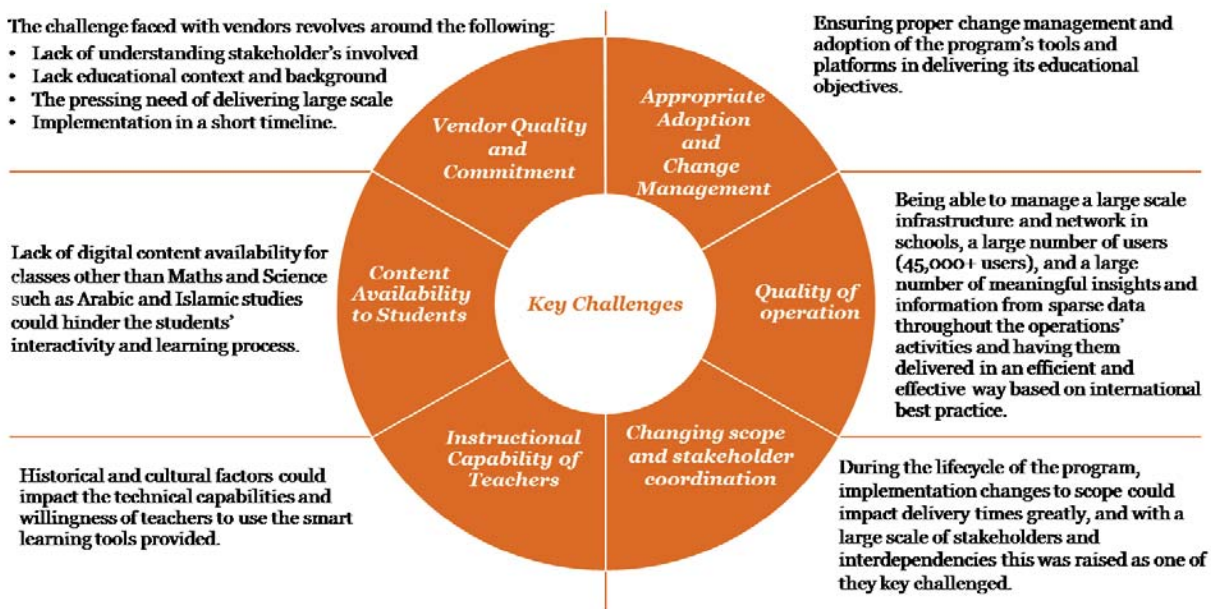 The challenge faced with vendors revolves around the following:
• Lack of understanding stakeholder's involved
• Lack educational context and background
• The pressing need of delivering large scale
• Implementation in a short timeline.
Vendor Quality
and
Commitment
Appropriate
Adoption
and
Change
Management
Ensuring proper change management and
adoption of the program's tools and
platforms in delivering its educational
objectives.
Lack of digital content availability for
classes other than Maths and Science
such as Arabic and Islamic studies
could hinder the students'
interactivity and learning process.
Content
Availability
to Students
Key Challenges
Quality of
operation
Being able to manage a large scale
infrastructure and network in
schools, a large number of users
(45,000+ users), and a large
number of meaningful insights and
information from sparse data
throughout the operations'
activities and having them
delivered in an efficient and
effective way based on international
best practice.
Historical and cultural factors could
impact the technical capabilities and
willingness of teachers to use the smart
learning tools provided.
Instructional
Capability of
Teachers
Changing scope
and stakeholder
coordination
During the lifecycle of the program,
implementation changes to scope could
impact delivery times greatly, and with a
large scale of stakeholders and
interdependencies this was raised as one of
they key challenged.